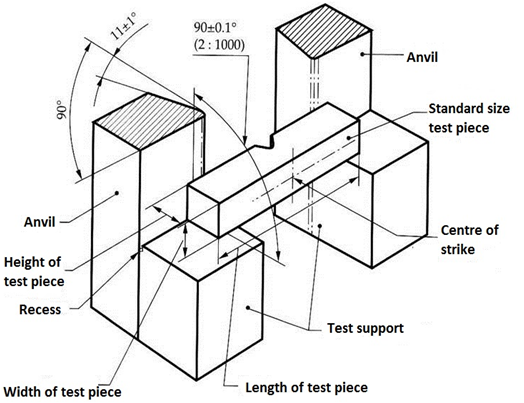 11±1°
90±0.1°
(2 : 1000)
Anvil
90°
Standard size
test piece
Anvil
Centre of
strike
Height of
test piece
Recess
Test support
Width of test piece
Length of test piece